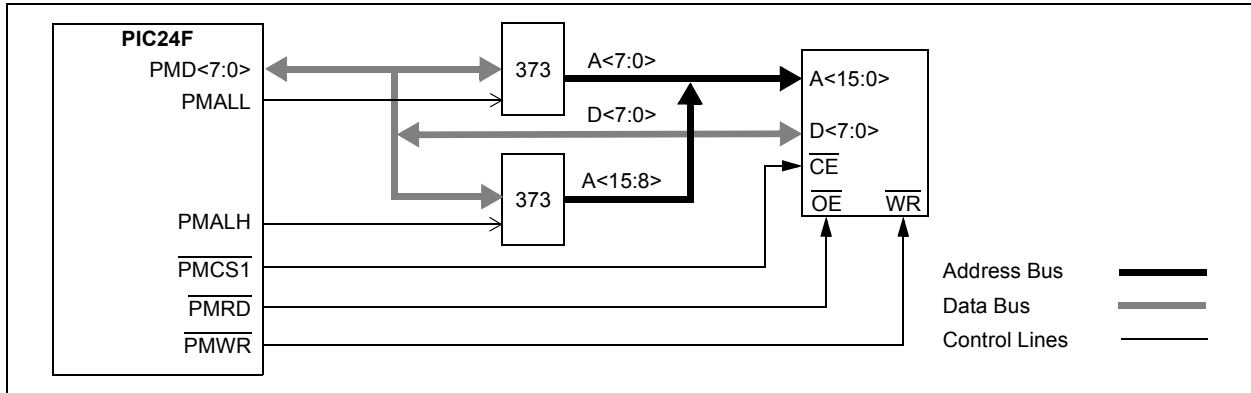 PIC24F
PMD<7:0>
PMALL
PMALH
PMCS1
PMRD
PMWR
373
373
A<7:0>
D<7:0>
A<15:8>
A<15:0>
D<7:0>
CE
OE WR
Address Bus
Data Bus
Control Lines